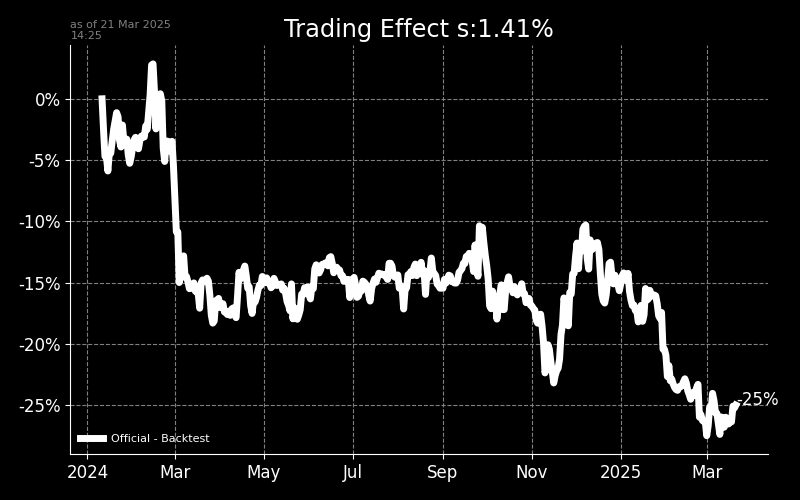 as of 21 Mar 2025
14:25
Trading Effect s:1.41%
0%
-5%
-10%
-15%
-20%
-25%
-25%
Official - Backtest
2024 Mar May Jul Sep Nov 2025 Mar